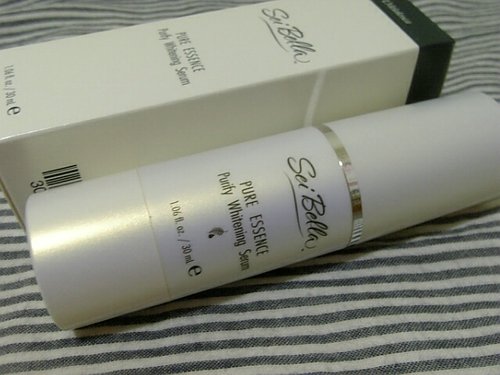 Sei Bella
PURE ESSENCE
Purify Whitening Serum
1.06 fl. oz. / 30 mL e
Sei Bella
PURE ESSENCE
Purify Whitening Serum
1.06 fl. oz. / 30 mL e